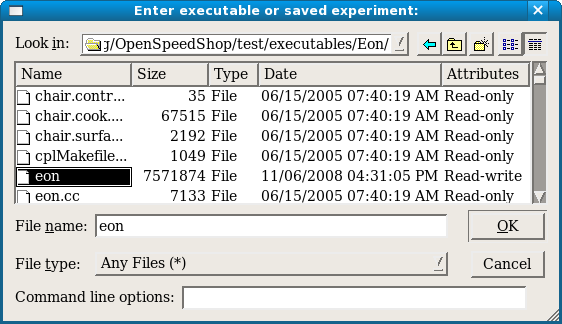 Enter executable or saved experiment:
Look in: /OpenSpeedShop/test/executables/Eon/
Name Size Type Date Attributes
chair.contr... 35 File 06/15/2005 07:40:19 AM Read-only
chair.cook.... 67515 File 06/15/2005 07:40:19 AM Read-only
chair.surfa... 2192 File 06/15/2005 07:40:19 AM Read-only
cplMakefile... 1049 File 06/15/2005 07:40:19 AM Read-only
eon 7571874 File 11/06/2008 04:31:05 PM Read-write
eon.cc 7133 File 06/15/2005 07:40:19 AM Read-only
File name: eon OK
File type: Any Files (*) Cancel
Command line options: